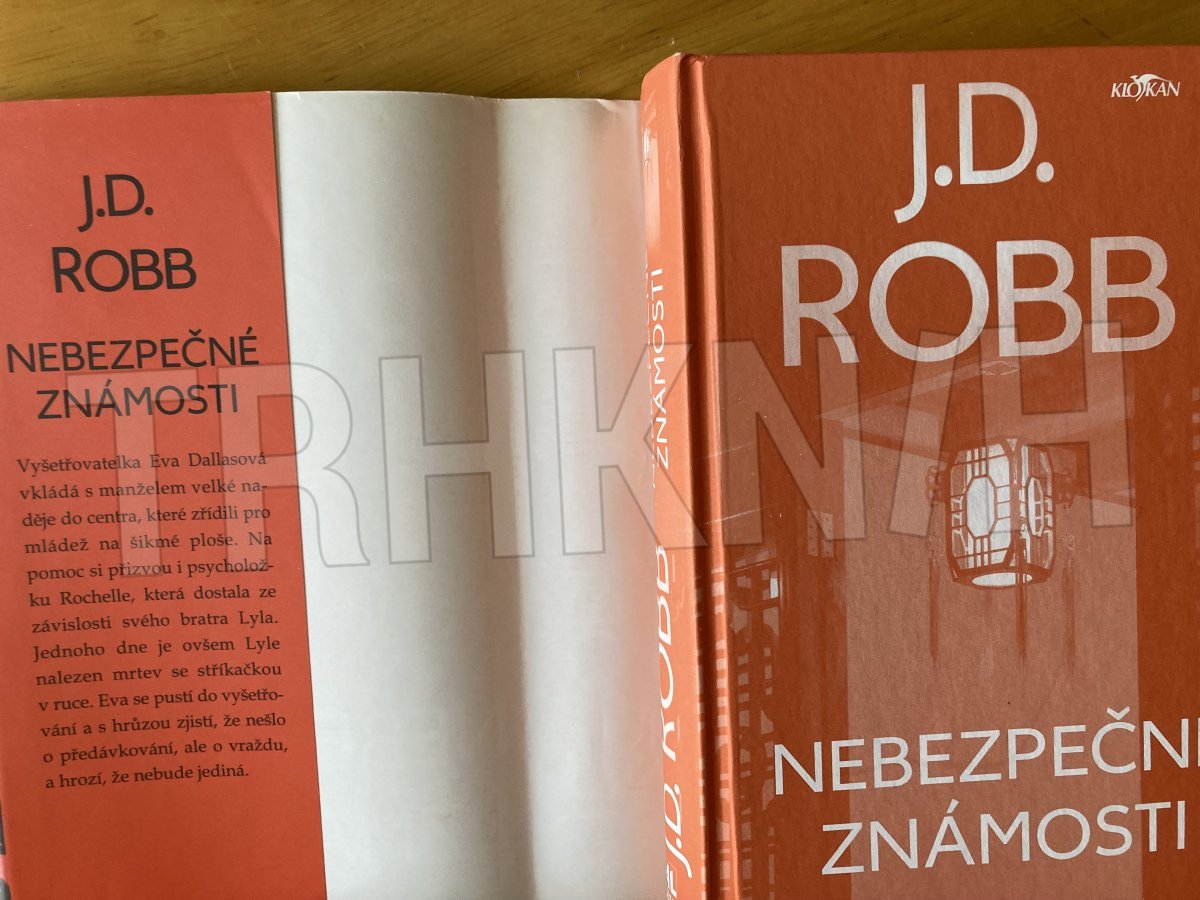 J.D.
ROBB
NEBEZPEČNÉ
ZNÁMOSTI
Vyšetřovatelka Eva Dallasová
vkládá s manželem velké na-
děje do centra, které zřídili pro
mládež na šikmé ploše. Na
pomoc si přizvou i psycholož-
ku Rochelle, která dostala ze
závislosti svého bratra Lyla.
Jednoho dne je ovšem Lyle
nalezen mrtev se stříkačkou
v ruce. Eva se pustí do vyšetřo-
vání a s hrůzou zjistí, že nešlo
o předávkování, ale o vraždu,
a hrozí, že nebude jediná.
J.D. ROBB
ZNÁMOSTI
KLOKAN
J.D.
ROBB
NEBEZPEČN
ZNÁMOSTI
TRHKNIH